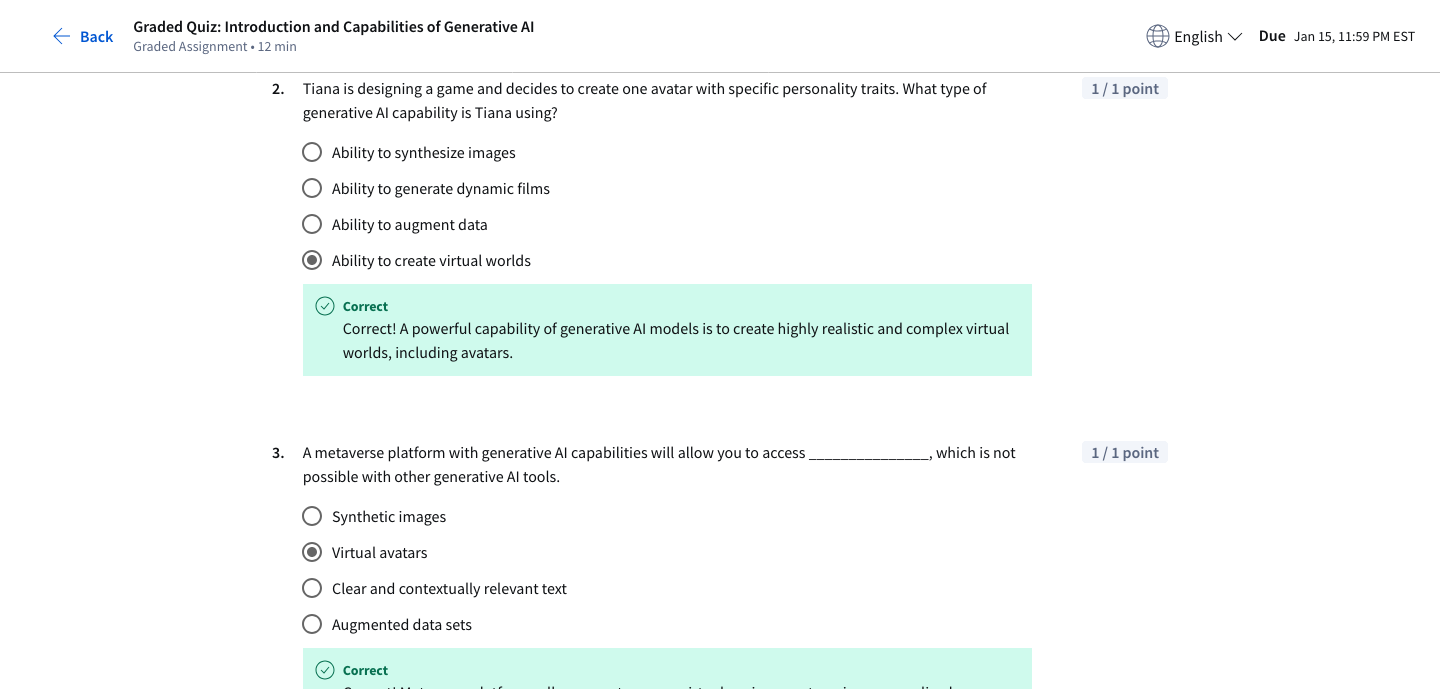 Back
Graded Quiz: Introduction and Capabilities of Generative AI
Graded Assignment • 12 min
English
Due Jan 15, 11:59 PM EST
2. Tiana is designing a game and decides to create one avatar with specific personality traits. What type of
generative AI capability is Tiana using?
1 / 1 point
Ability to synthesize images
Ability to generate dynamic films
Ability to augment data
Ability to create virtual worlds
Correct
Correct! A powerful capability of generative AI models is to create highly realistic and complex virtual
worlds, including avatars.
3. A metaverse platform with generative AI capabilities will allow you to access _______________, which is not
possible with other generative AI tools.
1 / 1 point
Synthetic images
Virtual avatars
Clear and contextually relevant text
Augmented data sets
Correct